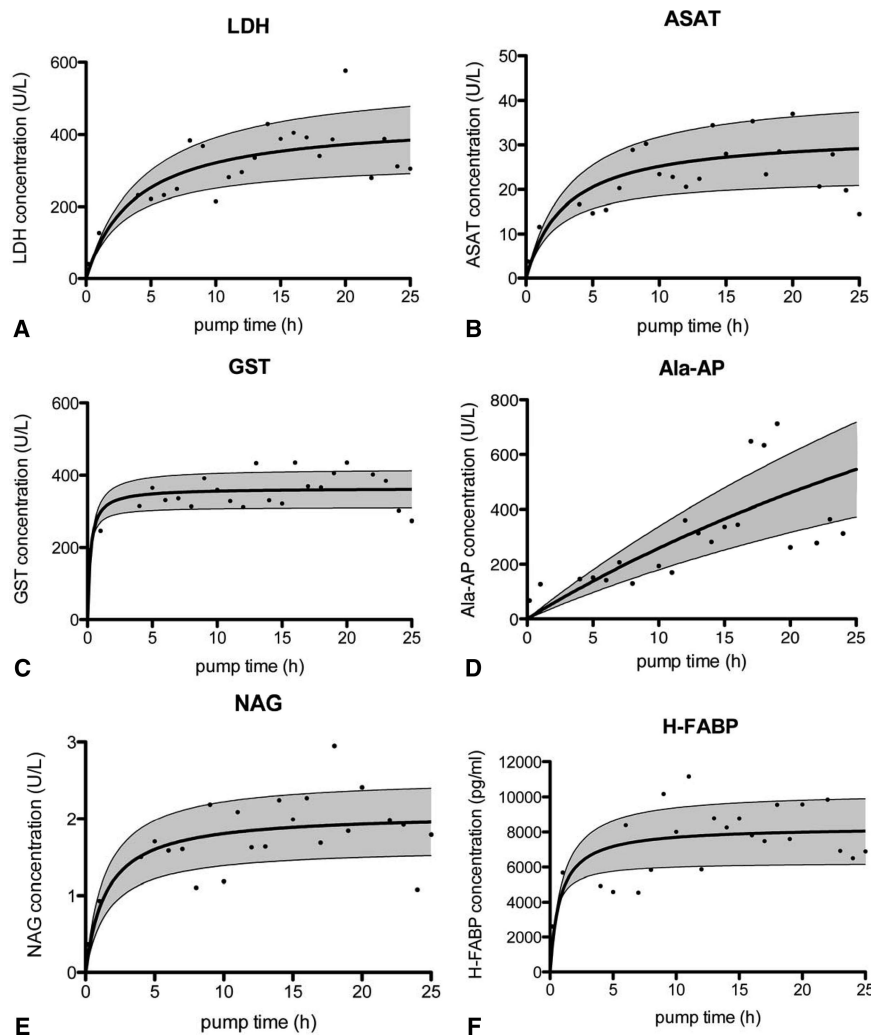 LDH
LDH concentration (U/L)
600
400
200
0
0 5 10 15 20 25
pump time (h)
A
ASAT
ASAT concentration (U/L)
50
40
30
20
10
0
0 5 10 15 20 25
pump time (h)
B
GST
GST concentration (U/L)
600
400
200
0
0 5 10 15 20 25
pump time (h)
C
Ala-AP
Ala-AP concentration (U/L)
800
600
400
200
0
0 5 10 15 20 25
pump time (h)
D
NAG
NAG concentration (U/L)
3
2
1
0
0 5 10 15 20 25
pump time (h)
E
H-FABP
H-FABP concentration (pg/ml)
12000
10000
8000
6000
4000
2000
0
0 5 10 15 20 25
pump time (h)
F